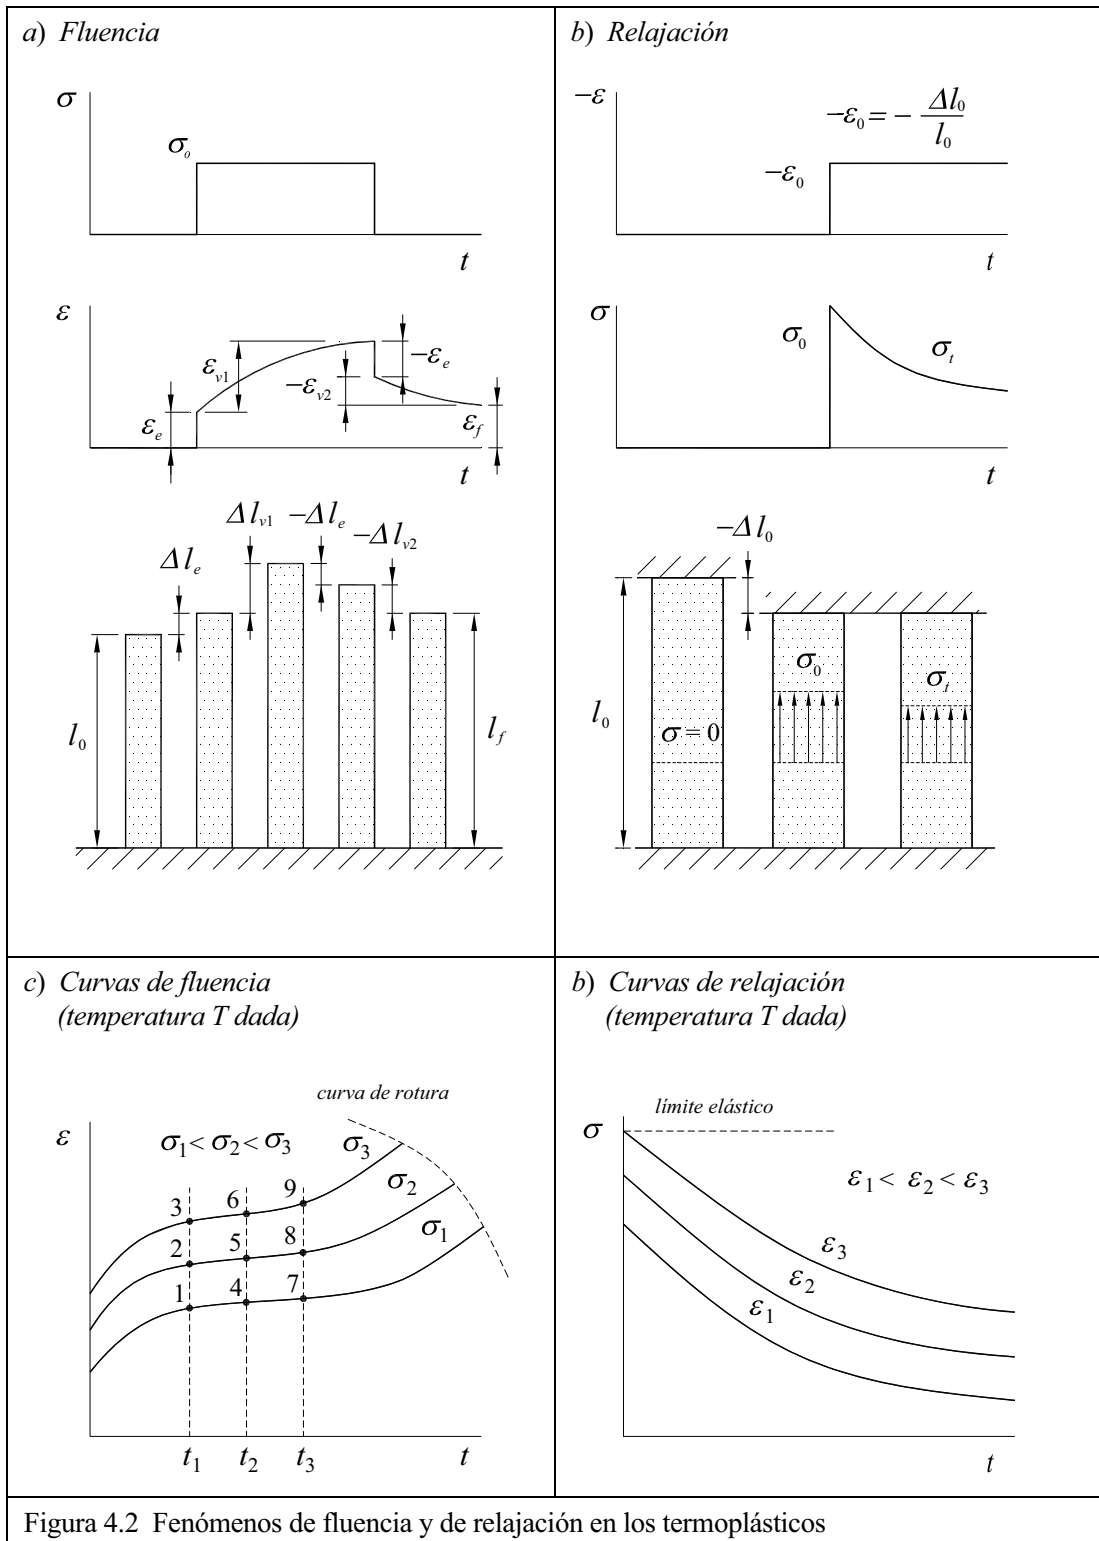 a) Fluencia
σ
σo
t
ε
εv1
εe
−εe
−εv2
εf
t
Δlv1
−Δle
−Δlv2
Δle
l0
lf
b) Relajación
−ε
−ε0 = − Δl0 / l0
−ε0
t
σ
σ0
σt
t
−Δl0
l0
σ = 0
σ0
σt
c) Curvas de fluencia
(temperatura T dada)
curva de rotura
ε
σ1 < σ2 < σ3
σ3
σ2
σ1
3
6
9
2
5
8
1
4
7
t1
t2
t3
t
b) Curvas de relajación
(temperatura T dada)
límite elástico
σ
ε1 < ε2 < ε3
ε3
ε2
ε1
t
Figura 4.2 Fenómenos de fluencia y de relajación en los termoplásticos